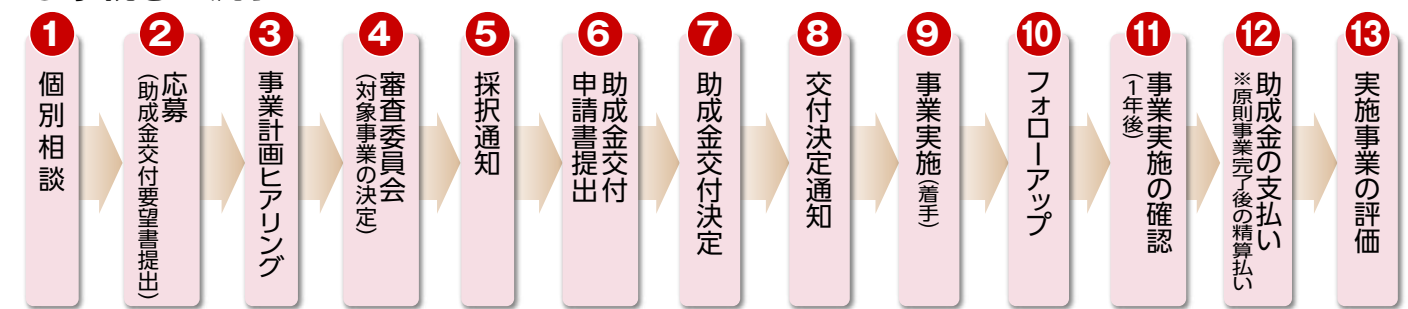 1
個別相談
2
応募
(助成金交付要望書提出)
3
事業計画ヒアリング
4
審査委員会
(対象事業の決定)
5
採択通知
6
助成金交付
申請書提出
7
助成金交付決定
8
交付決定通知
9
事業実施(着手)
10
フォローアップ
11
事業実施の確認
(1年後)
12
助成金の支払い
※原則事業完了後の精算払い
13
実施事業の評価